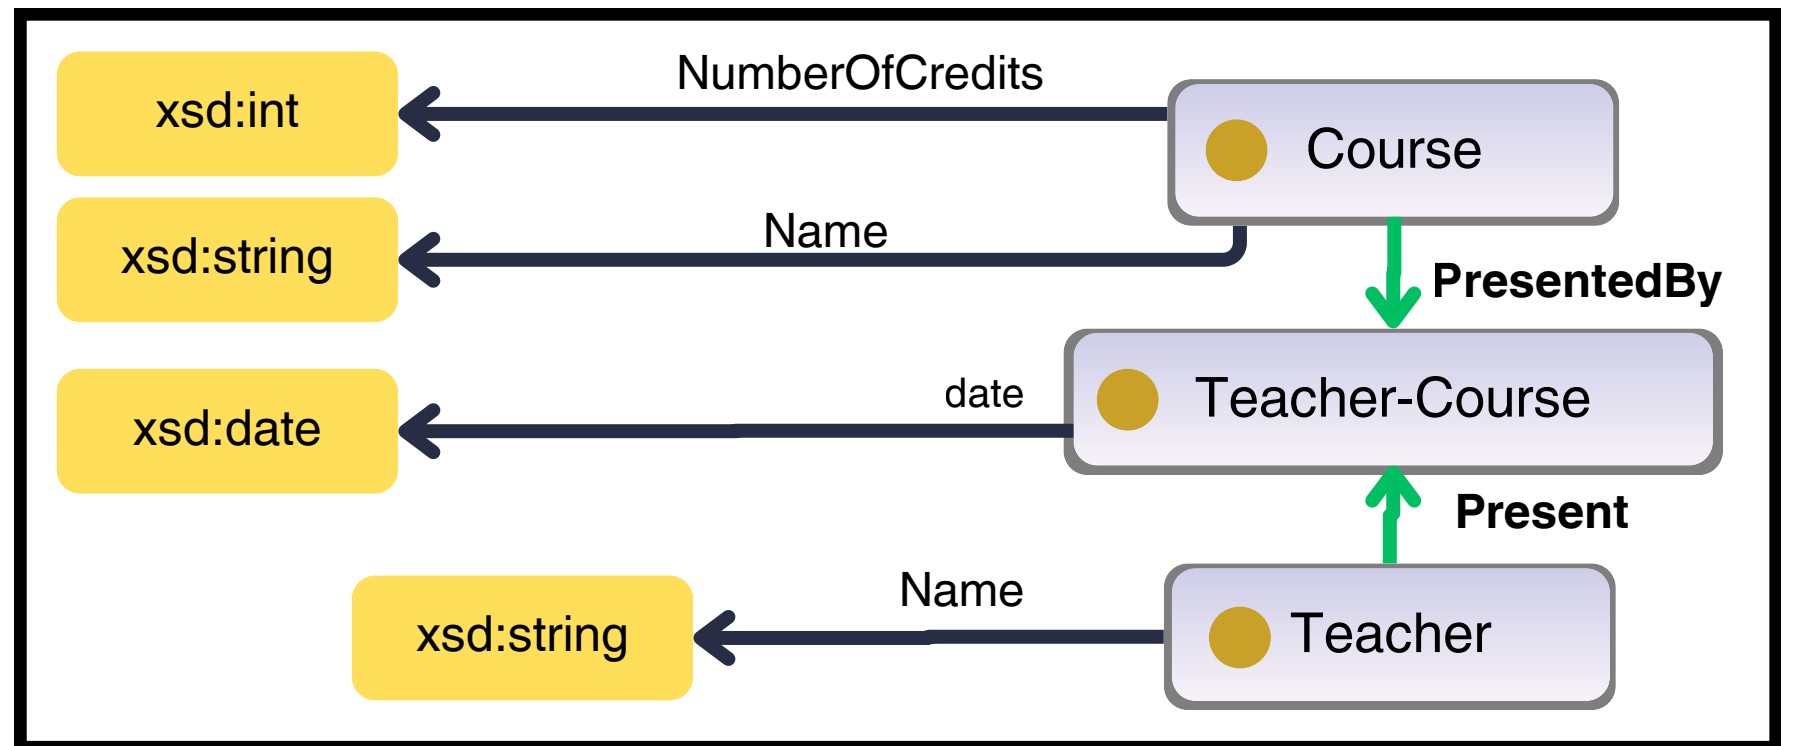 NumberOfCredits
xsd:int
Course
Name
xsd:string
PresentedBy
date
Teacher-Course
xsd:date
Present
Name
xsd:string
Teacher